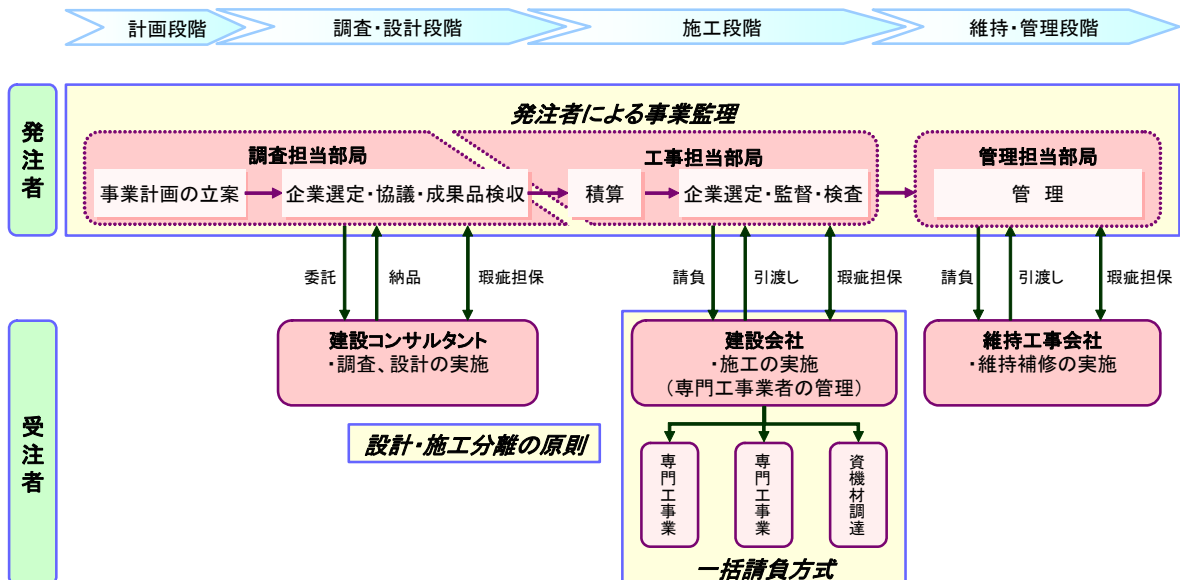 計画段階
調査・設計段階
施工段階
維持・管理段階
発注者
発注者による事業監理
調査担当部局
工事担当部局
管理担当部局
事業計画の立案
企業選定・協議・成果品検収
積算
企業選定・監督・検査
管 理
委託
納品
瑕疵担保
請負
引渡し
瑕疵担保
請負
引渡し
瑕疵担保
受注者
建設コンサルタント
・調査、設計の実施
建設会社
・施工の実施
（専門工事業者の管理）
維持工事会社
・維持補修の実施
設計・施工分離の原則
専門工事業
専門工事業
資機材調達
一括請負方式